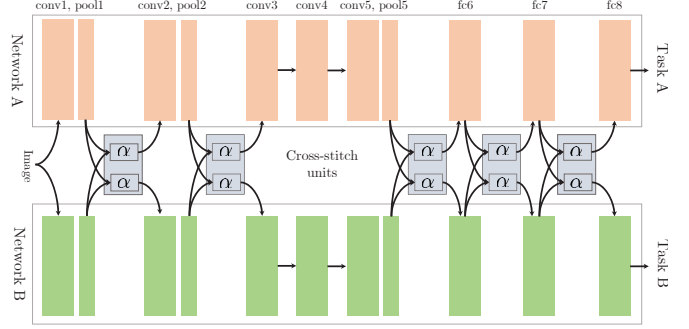 conv1, pool1 conv2, pool2 conv3 conv4 conv5, pool5 fc6 fc7 fc8
Network A
Task A
Image
α α α α α
Cross-stitch
units
α α α α α
Network B
Task B